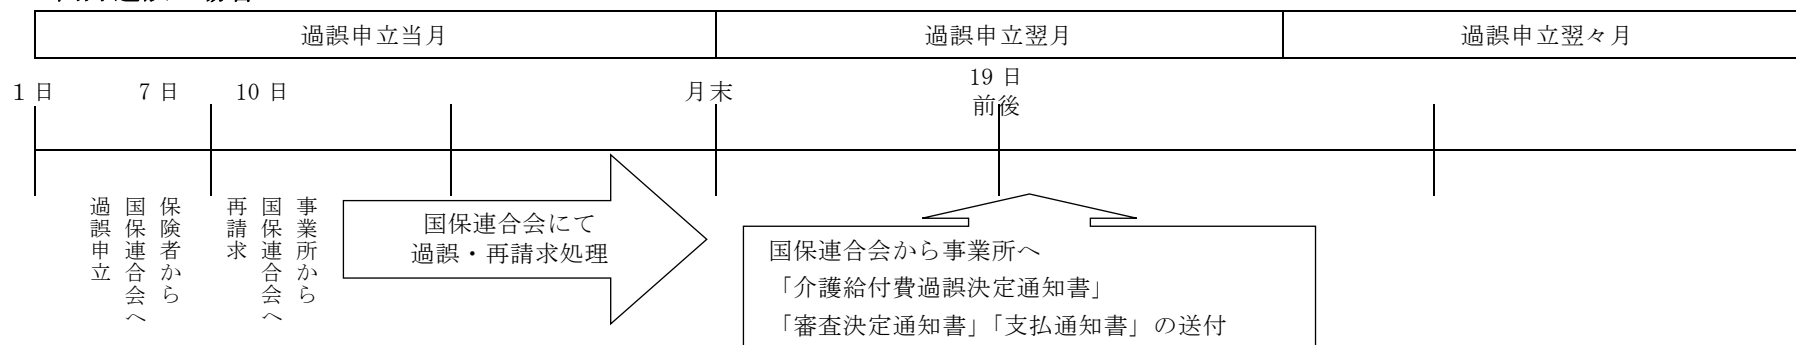 過誤申立当月
過誤申立翌月
過誤申立翌々月
1日
7日
10日
月末
19日
前後
保険者から
国保連合会へ
過誤申立
事業所から
国保連合会へ
再請求
国保連合会にて
過誤・再請求処理
国保連合会から事業所へ
「介護給付費過誤決定通知書」
「審査決定通知書」「支払通知書」の送付